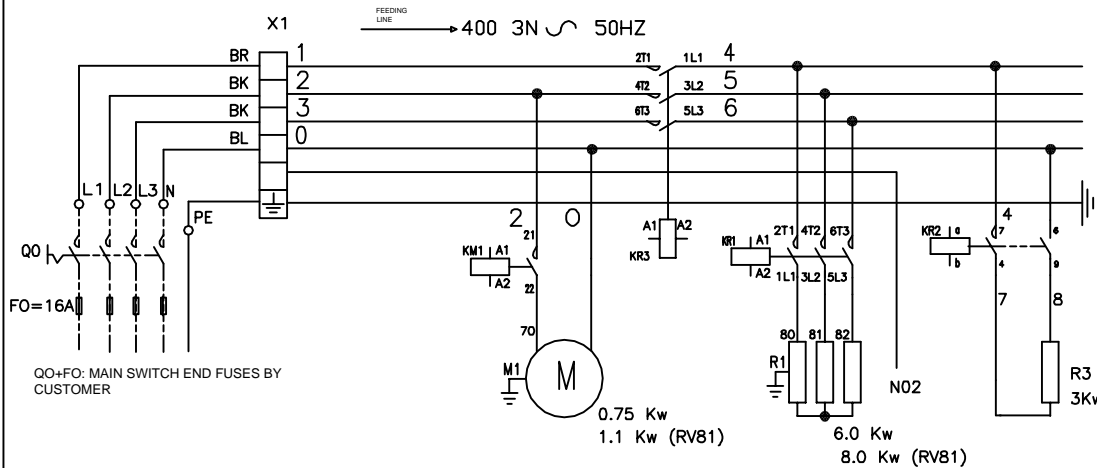 FEEDING
LINE
400 3N 50HZ
X1
BR 1
BK 2
BK 3
BL 0
2T1 1L1 4
4T2 3L2 5
6T3 5L3 6
L1 L2 L3 N
PE
Q0
F0=16A
QO+FO: MAIN SWITCH END FUSES BY
CUSTOMER
2 0
21
KM1 A1
A2
22
70
M1
M
0.75 Kw
1.1 Kw (RV81)
A1 A2
KR3
2T1 4T2 6T3
KR1 A1
A2
1L1 3L2 5L3
80 81 82
R1
6.0 Kw
8.0 Kw (RV81)
N02
4
KR2 a
b
7 6
4 9
7 8
R3
3Kw